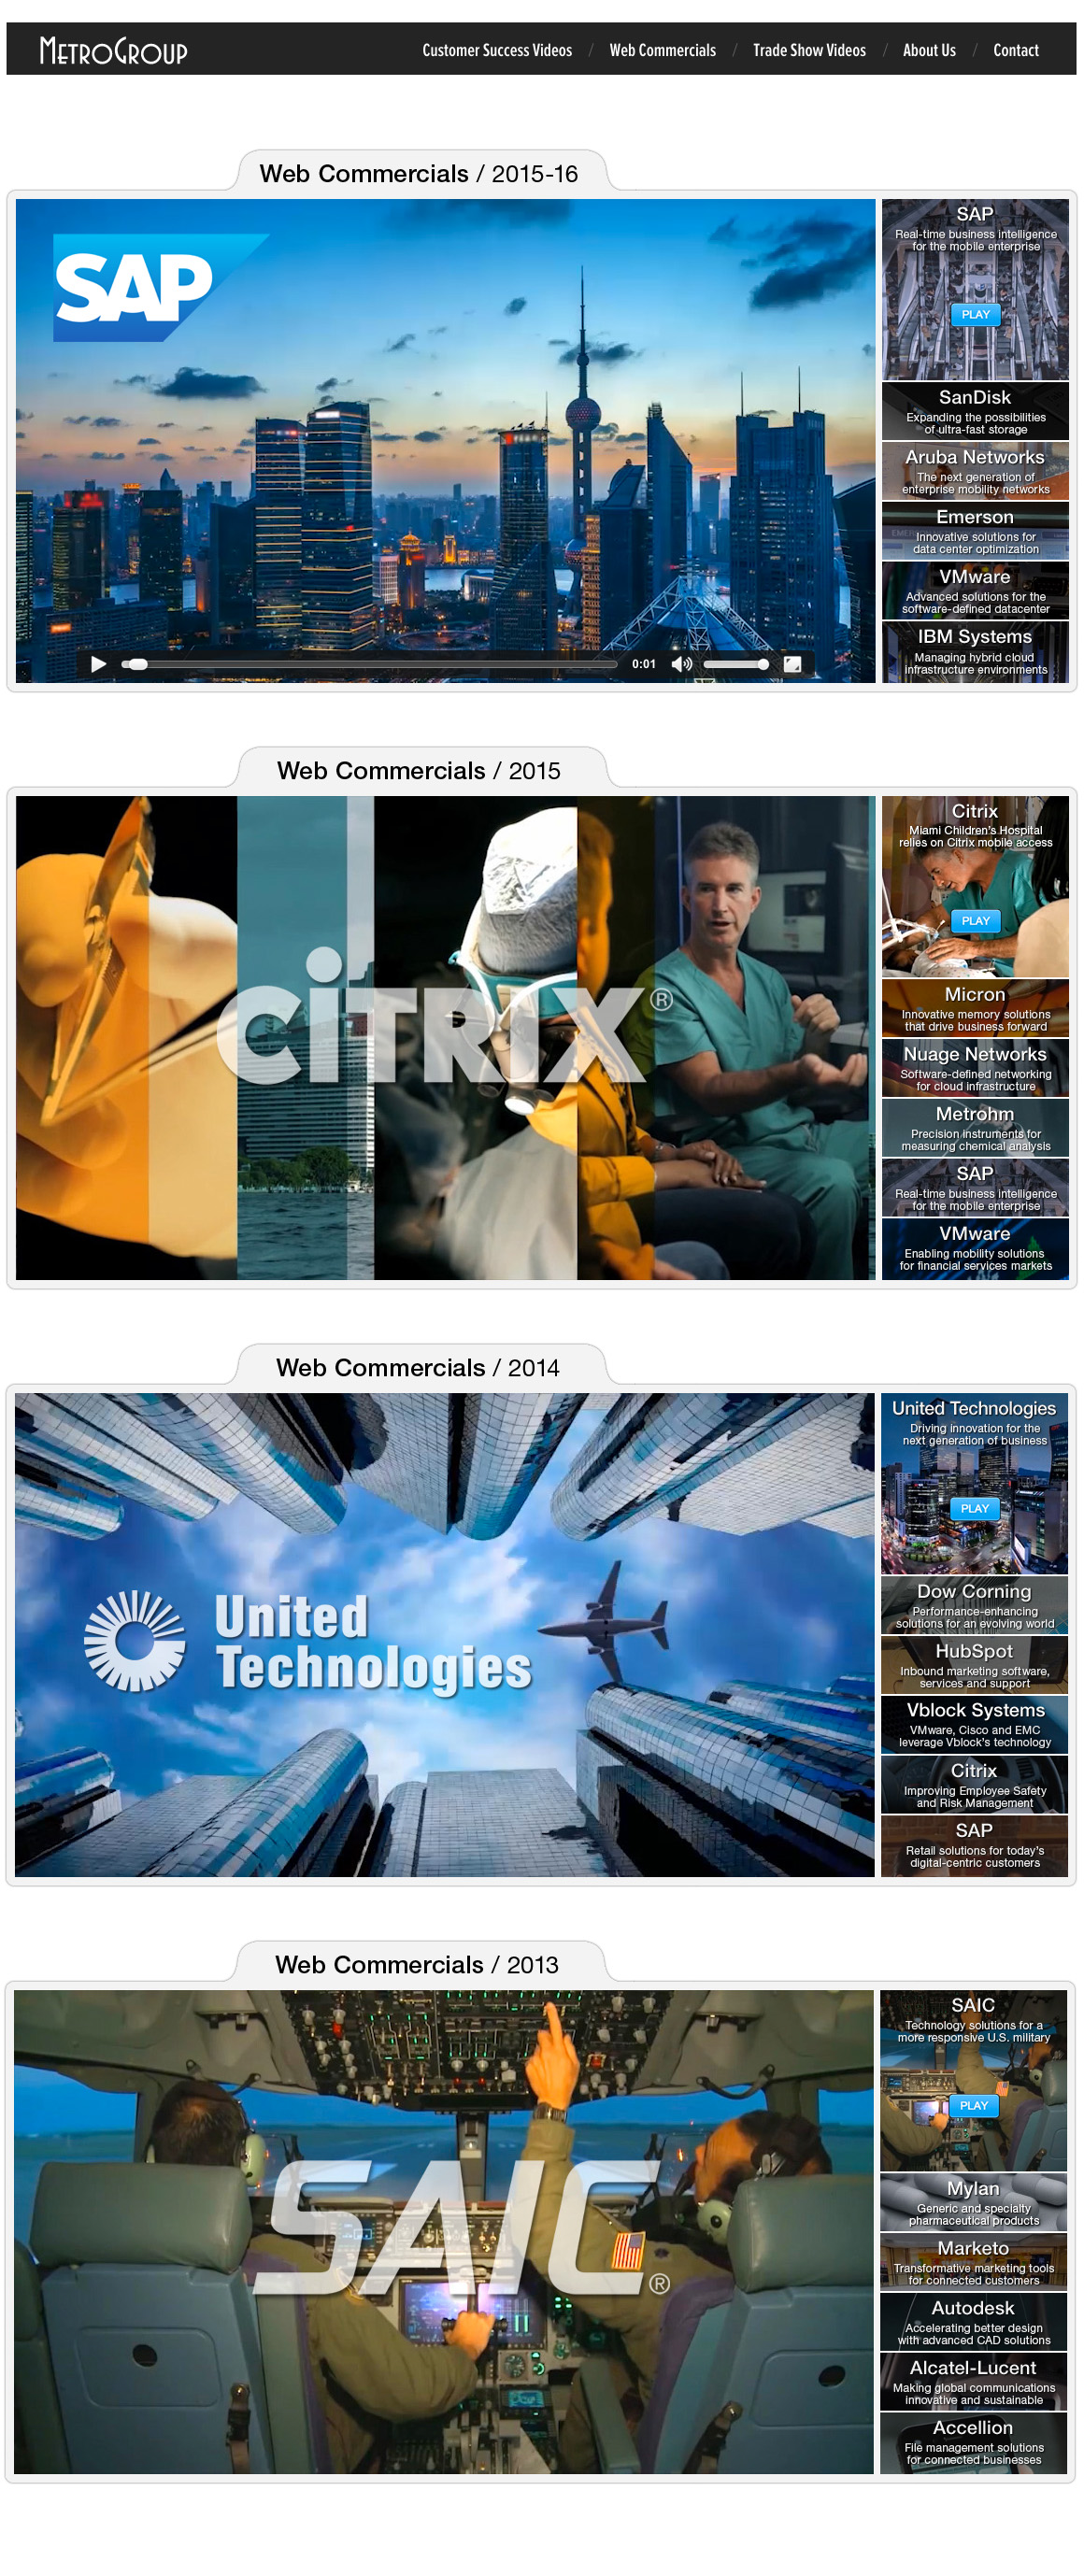 MetroGroup
Customer Success Videos / Web Commercials / Trade Show Videos / About Us / Contact
Web Commercials / 2015-16
SAP
0:01
SAP
Real-time business intelligence
for the mobile enterprise
PLAY
SanDisk
Expanding the possibilities
of ultra-fast storage
Aruba Networks
The next generation of
enterprise mobility networks
Emerson
Innovative solutions for
data center optimization
VMware
Advanced solutions for the
software-defined datacenter
IBM Systems
Managing hybrid cloud
infrastructure environments
Web Commercials / 2015
CiTRIX®
Citrix
Miami Children's Hospital
relies on Citrix mobile access
PLAY
Micron
Innovative memory solutions
that drive business forward
Nuage Networks
Software-defined networking
for cloud infrastructure
Metrohm
Precision instruments for
measuring chemical analysis
SAP
Real-time business intelligence
for the mobile enterprise
VMware
Enabling mobility solutions
for financial services markets
Web Commercials / 2014
United
Technologies
United Technologies
Driving innovation for the
next generation of business
PLAY
Dow Corning
Performance-enhancing
solutions for an evolving world
HubSpot
Inbound marketing software,
services and support
Vblock Systems
VMware, Cisco and EMC
leverage Vblock's technology
Citrix
Improving Employee Safety
and Risk Management
SAP
Retail solutions for today's
digital-centric customers
Web Commercials / 2013
SAIC®
SAIC
Technology solutions for a
more responsive U.S. military
PLAY
Mylan
Generic and specialty
pharmaceutical products
Marketo
Transformative marketing tools
for connected customers
Autodesk
Accelerating better design
with advanced CAD solutions
Alcatel-Lucent
Making global communications
innovative and sustainable
Accellion
File management solutions
for connected businesses